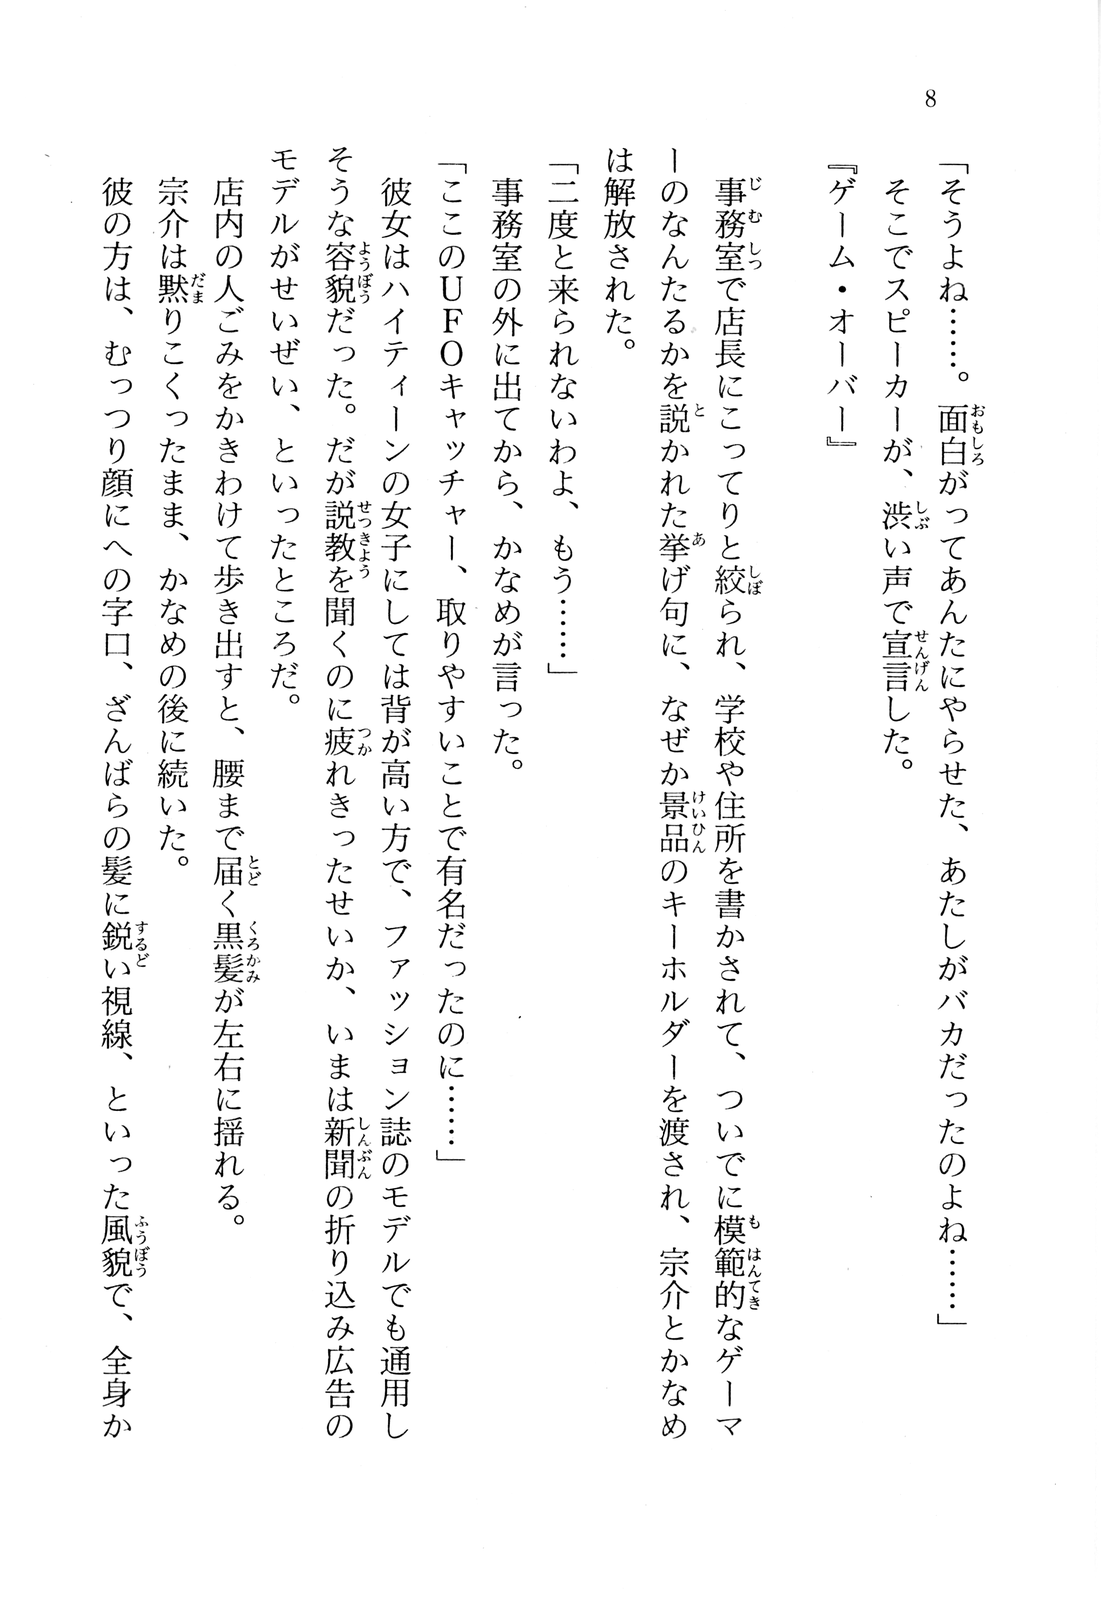 8
「そうよね……。面白がってあんたにやらせた、あたしがバカだったのよね……」
そこでスピーカーが、渋い声で宣言した。
『ゲーム・オーバー』
事務室で店長にこってりと絞られ、学校や住所を書かされて、ついでに模範的なゲーマ
ーのなんたるかを説かれた挙げ句に、なぜか景品のキーホルダーを渡され、宗介とかなめ
は解放された。
「二度と来られないわよ、もう……」
事務室の外に出てから、かなめが言った。
「ここのUFOキャッチャー、取りやすいことで有名だったのに……」
彼女はハイティーンの女子にしては背が高い方で、ファッション誌のモデルでも通用し
そうな容貌だった。だが説教を聞くのに疲れきったせいか、いまは新聞の折り込み広告の
モデルがせいぜい、といったところだ。
店内の人ごみをかきわけて歩き出すと、腰まで届く黒髪が左右に揺れる。
宗介は黙りこくったまま、かなめの後に続いた。
彼の方は、むっつり顔にへの字口、ざんばらの髪に鋭い視線、といった風貌で、全身か